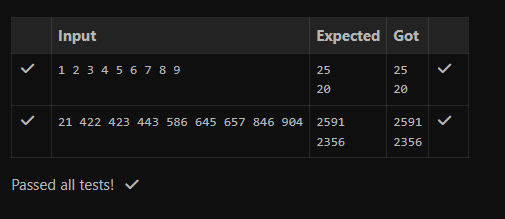 Input Expected Got
1 2 3 4 5 6 7 8 9 25 25
20 20
21 422 423 443 586 645 657 846 904 2591 2591
2356 2356
Passed all tests!